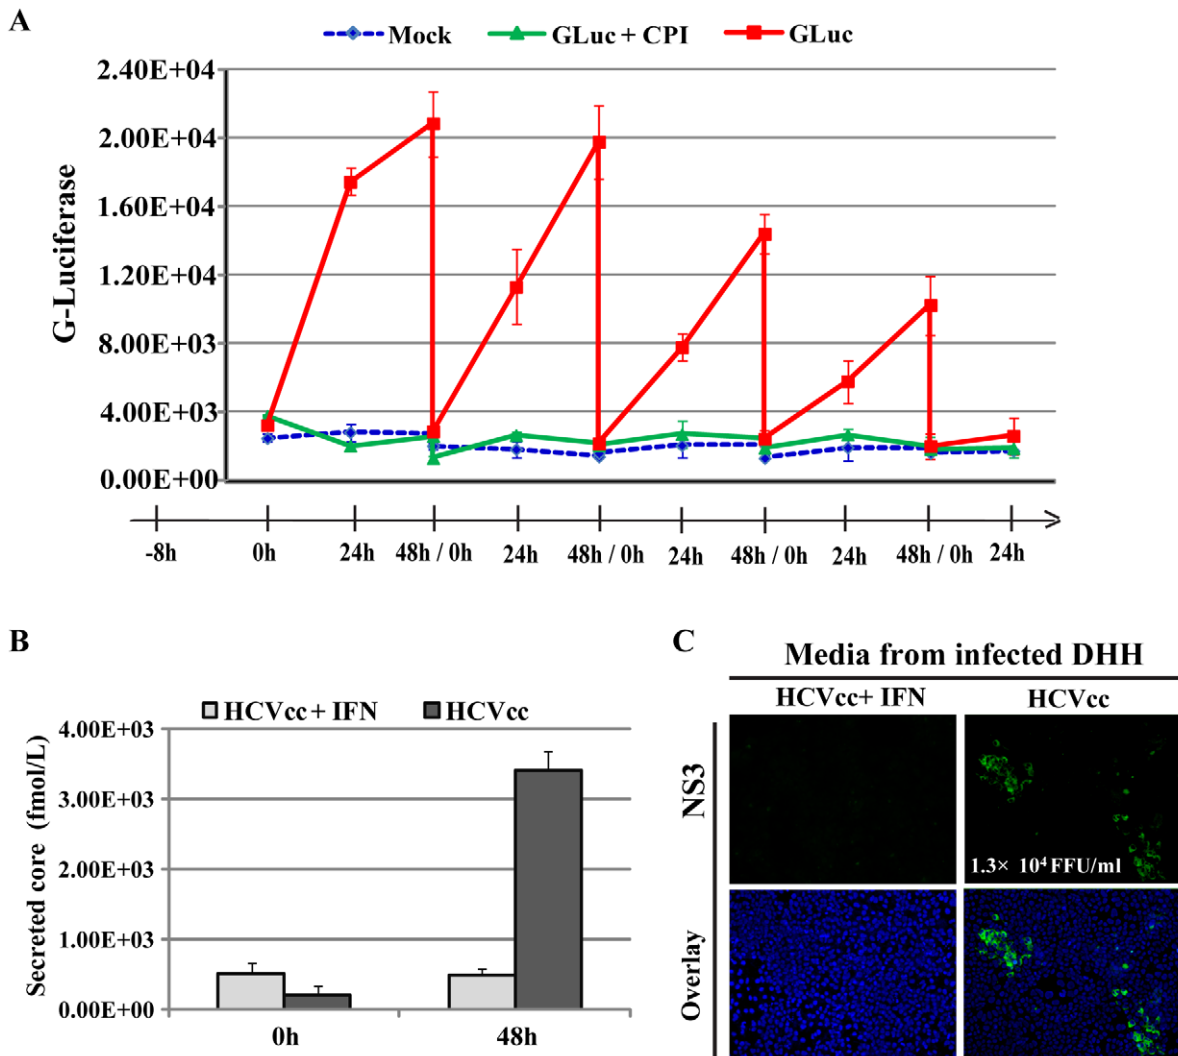 A
Mock GLuc + CPI GLuc
2.40E+04
2.00E+04
1.60E+04
1.20E+04
8.00E+03
4.00E+03
0.00E+00
G-Luciferase
-8h 0h 24h 48h / 0h 24h 48h / 0h 24h 48h / 0h 24h 48h / 0h 24h
B
HCVcc + IFN HCVcc
4.00E+03
3.00E+03
2.00E+03
1.00E+03
0.00E+00
Secreted core (fmol/L)
0h 48h
C
Media from infected DHH
HCVcc+ IFN HCVcc
NS3
1.3× 10⁴ FFU/ml
Overlay